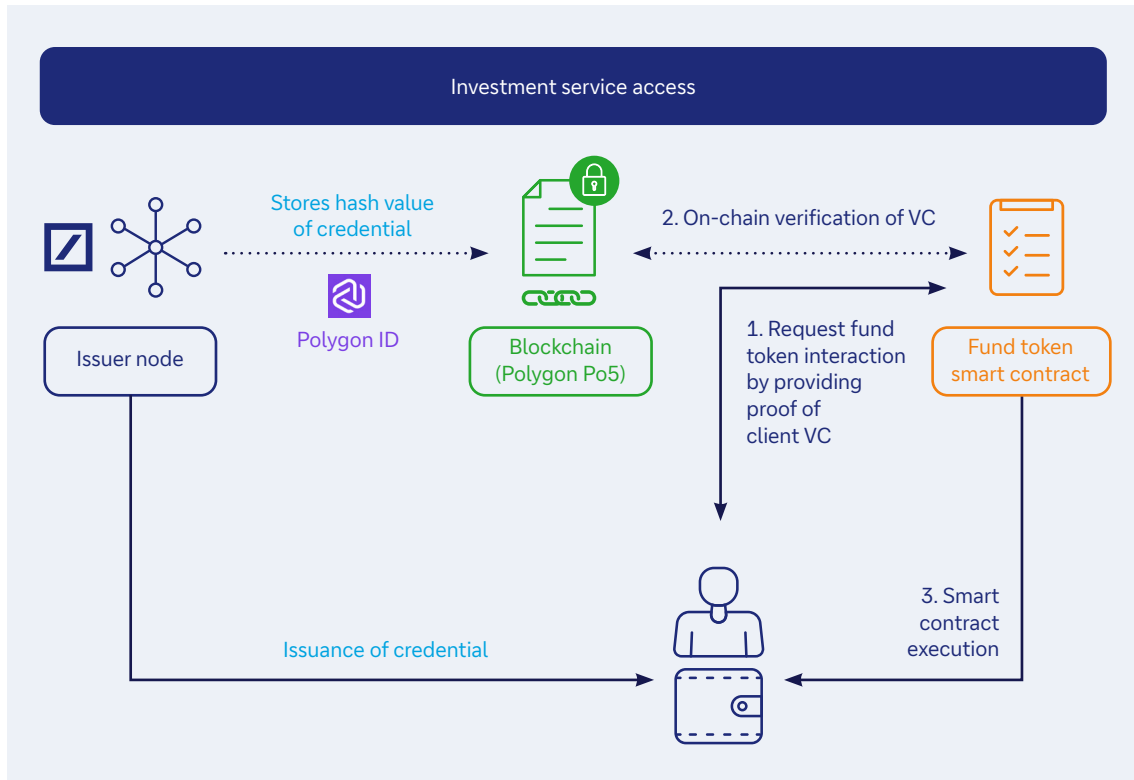 Investment service access
Stores hash value
of credential
Polygon ID
2. On-chain verification of VC
Issuer node
Blockchain
(Polygon Po5)
1. Request fund
token interaction
by providing
proof of
client VC
Fund token
smart contract
Issuance of credential
3. Smart
contract
execution